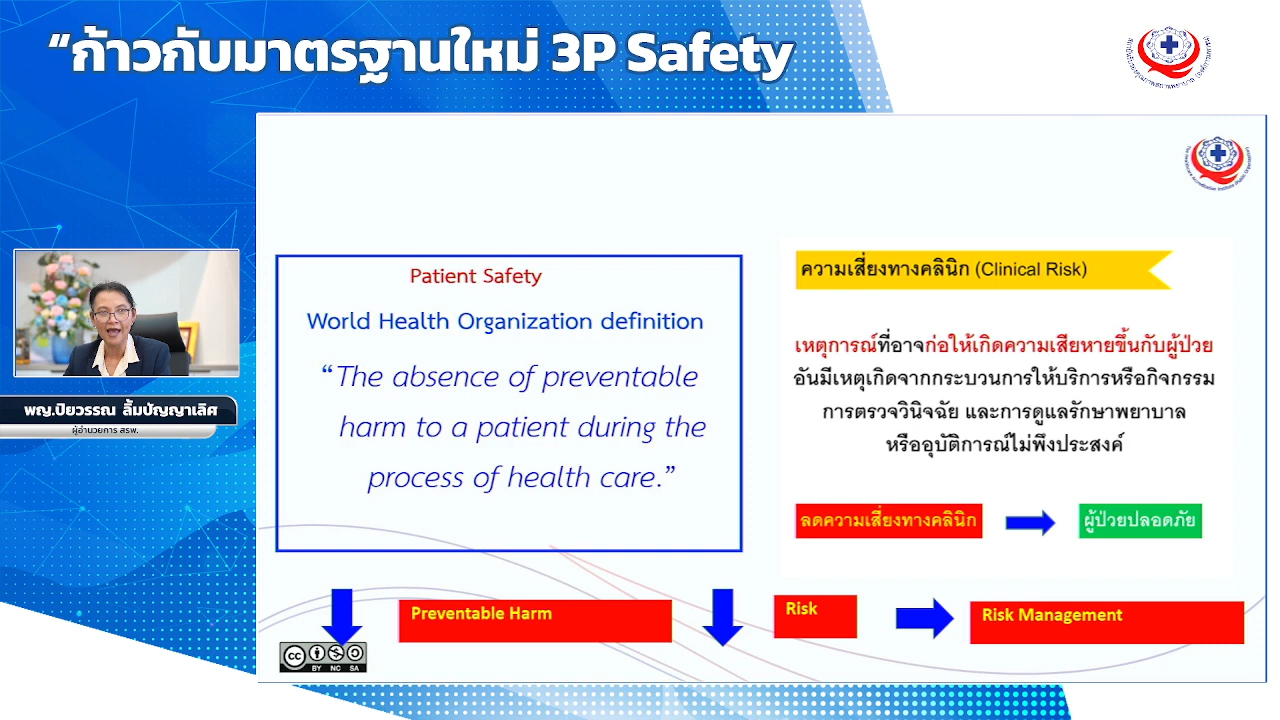 “ก้าวกับมาตรฐานใหม่ 3P Safety
พญ.ปิยวรรณ ลิ้มปัญญาเลิศ
ผู้อำนวยการ สรพ.
Patient Safety
World Health Organization definition
“The absence of preventable
harm to a patient during the
process of health care.”
ความเสี่ยงทางคลินิก (Clinical Risk)
เหตุการณ์ที่อาจก่อให้เกิดความเสียหายขึ้นกับผู้ป่วย
อันมีเหตุเกิดจากกระบวนการให้บริการหรือกิจกรรม
การตรวจวินิจฉัย และการดูแลรักษาพยาบาล
หรืออุบัติการณ์ไม่พึงประสงค์
ลดความเสี่ยงทางคลินิก
ผู้ป่วยปลอดภัย
Preventable Harm
Risk
Risk Management
cc
BY NC SA
The Healthcare Accreditation Institute (Public Organization)